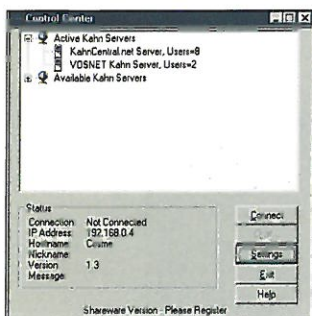 Control Center
Active Kahn Servers
KahnCentral.net Server, Users=8
VOSNET Kahn Server, Users=2
Available Kahn Servers
Status
Connection: Not Connected
IP Address: 192.168.0.4
Hostname: Cosme
Nickname:
Version 1.3
Message:
Connect
Settings
Exit
Help
Shareware Version - Please Register